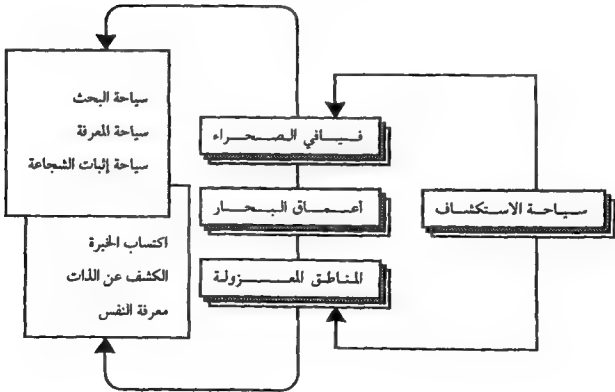 سياحة الاستكشاف
فيافي الصحراء
أعماق البحار
المناطق المعزولة
سياحة البحث
سياحة المعرفة
سياحة إثبات الشجاعة
اكتساب الخبرة
الكشف عن الذات
معرفة النفس